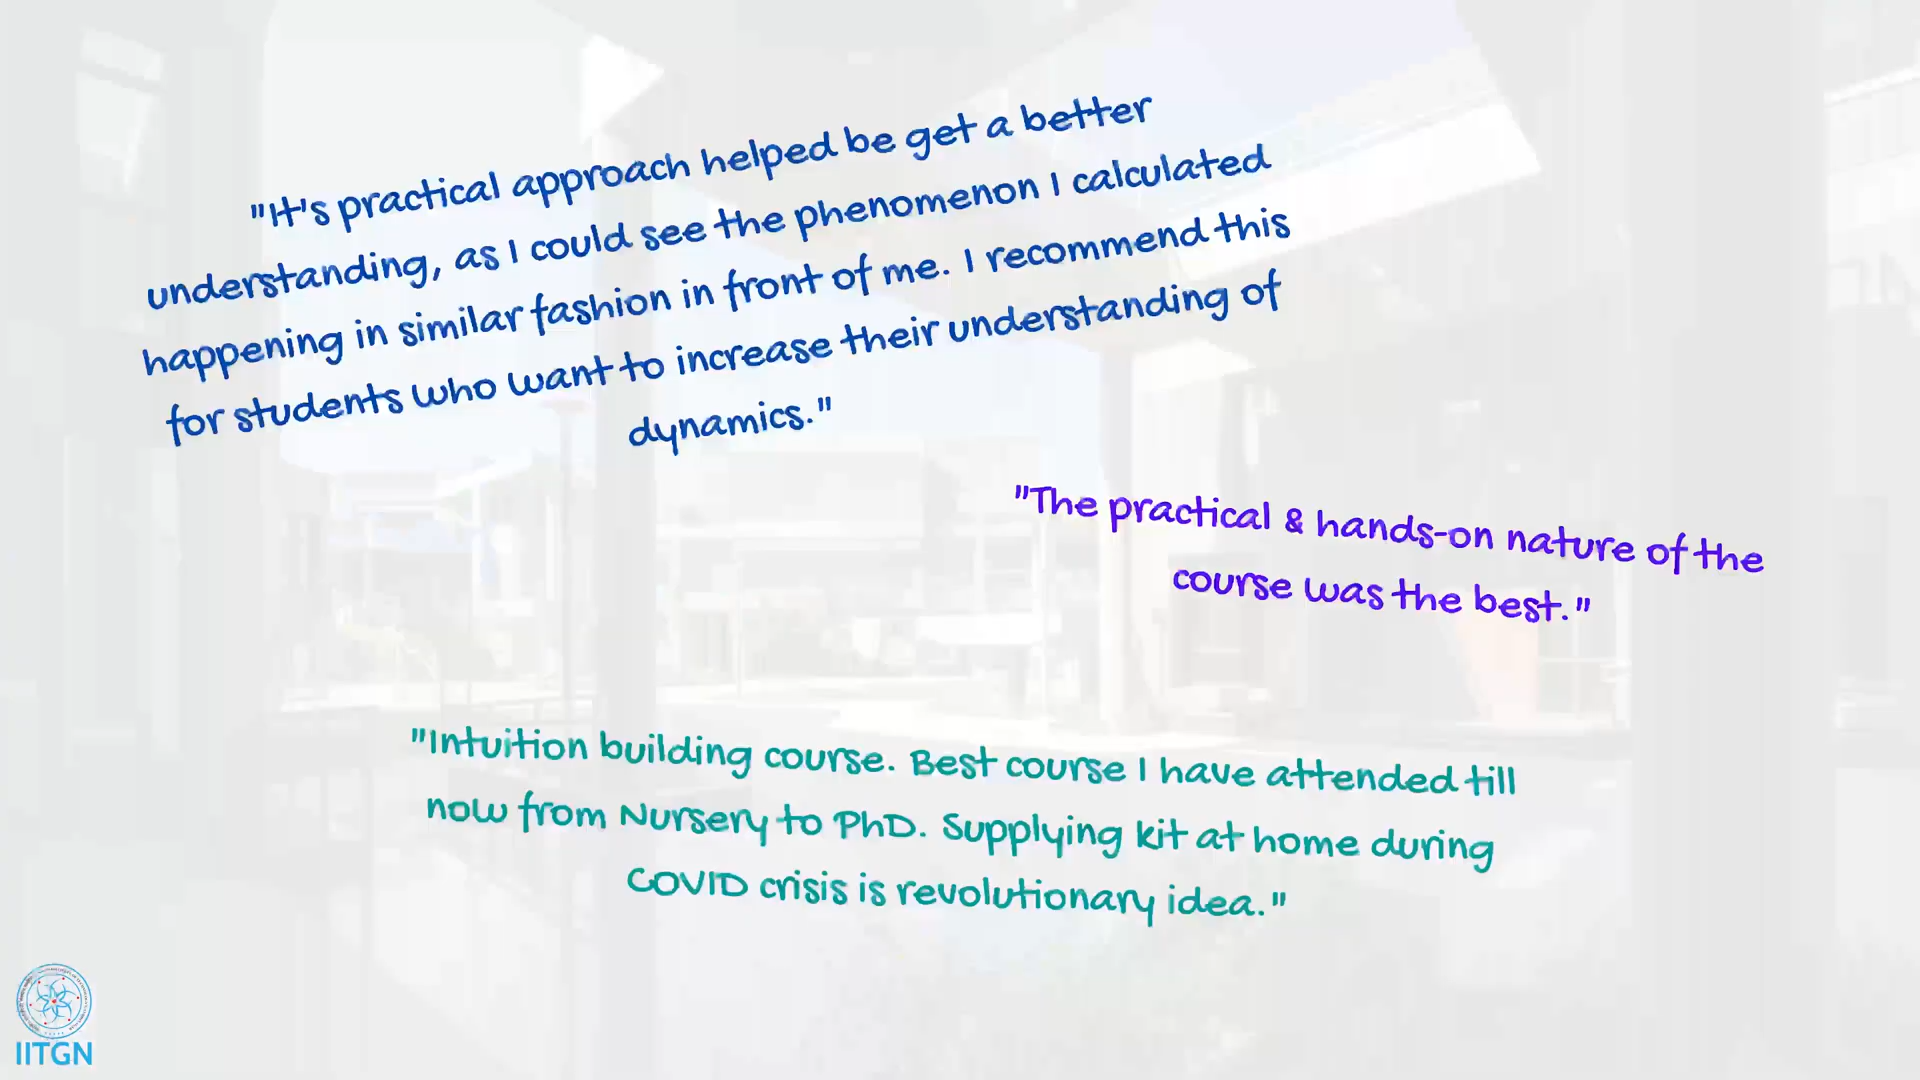 "It's practical approach helped be get a better
understanding, as I could see the phenomenon I calculated
happening in similar fashion in front of me. I recommend this
for students who want to increase their understanding of
dynamics."
"The practical & hands-on nature of the
course was the best."
"Intuition building course. Best course I have attended till
now from Nursery to PhD. Supplying kit at home during
COVID crisis is revolutionary idea."
IITGN